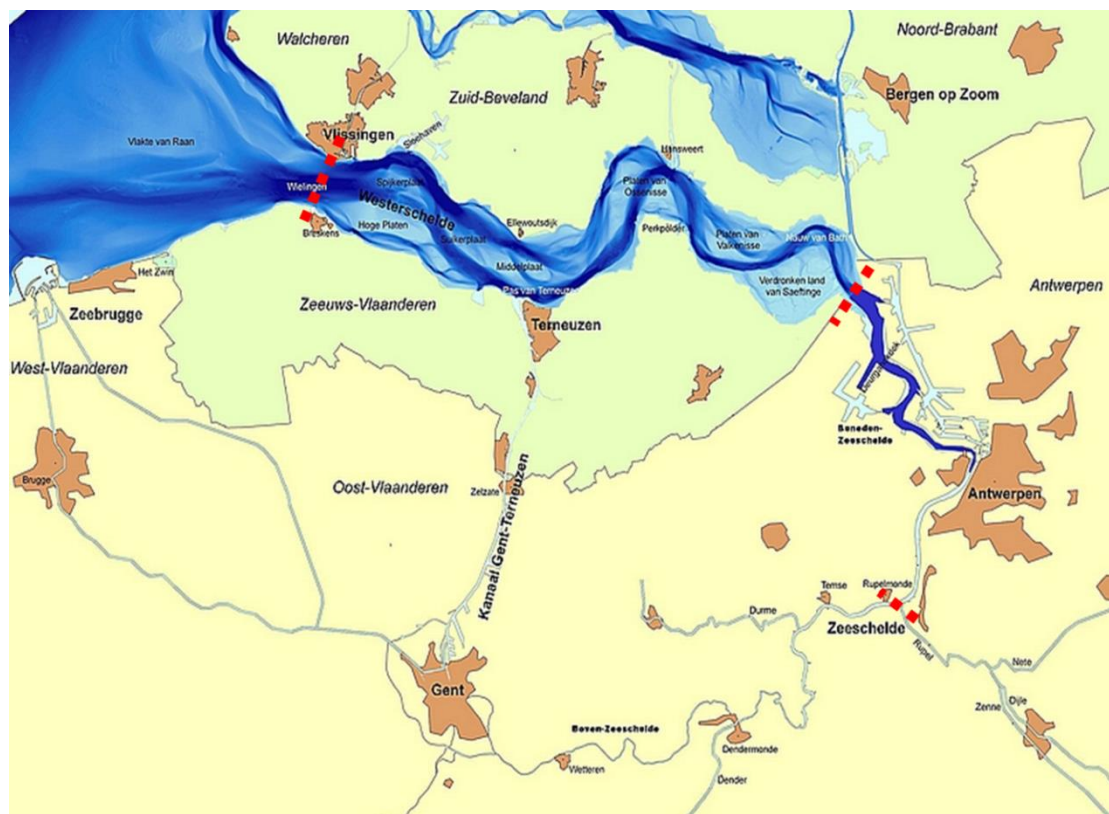 Walcheren
Noord-Brabant
Zuid-Beveland
Bergen op Zoom
Vlissingen
Sloehaven
Vlakte van Raan
Hansweert
Wielingen
Spijkerplaat
Platen van
Ossenisse
Westerschelde
Hoge Platen
Ellewoutsdijk
Breskens
Suikerplaat
Perkpolder
Platen van
Valkenisse
Nauw van Bath
Middelplaat
Het Zwin
Verdronken land
van Saeftinge
Antwerpen
Pas van Terneuzen
Zeeuws-Vlaanderen
Zeebrugge
Terneuzen
West-Vlaanderen
Deurganckdok
Beneden-
Zeeschelde
Brugge
Oost-Vlaanderen
Zelzate
Antwerpen
Kanaal Gent-Terneuzen
Temse
Rupelmonde
Durme
Zeeschelde
Rupel
Nete
Gent
Zenne
Dijle
Boven-Zeeschelde
Dendermonde
Wetteren
Dender